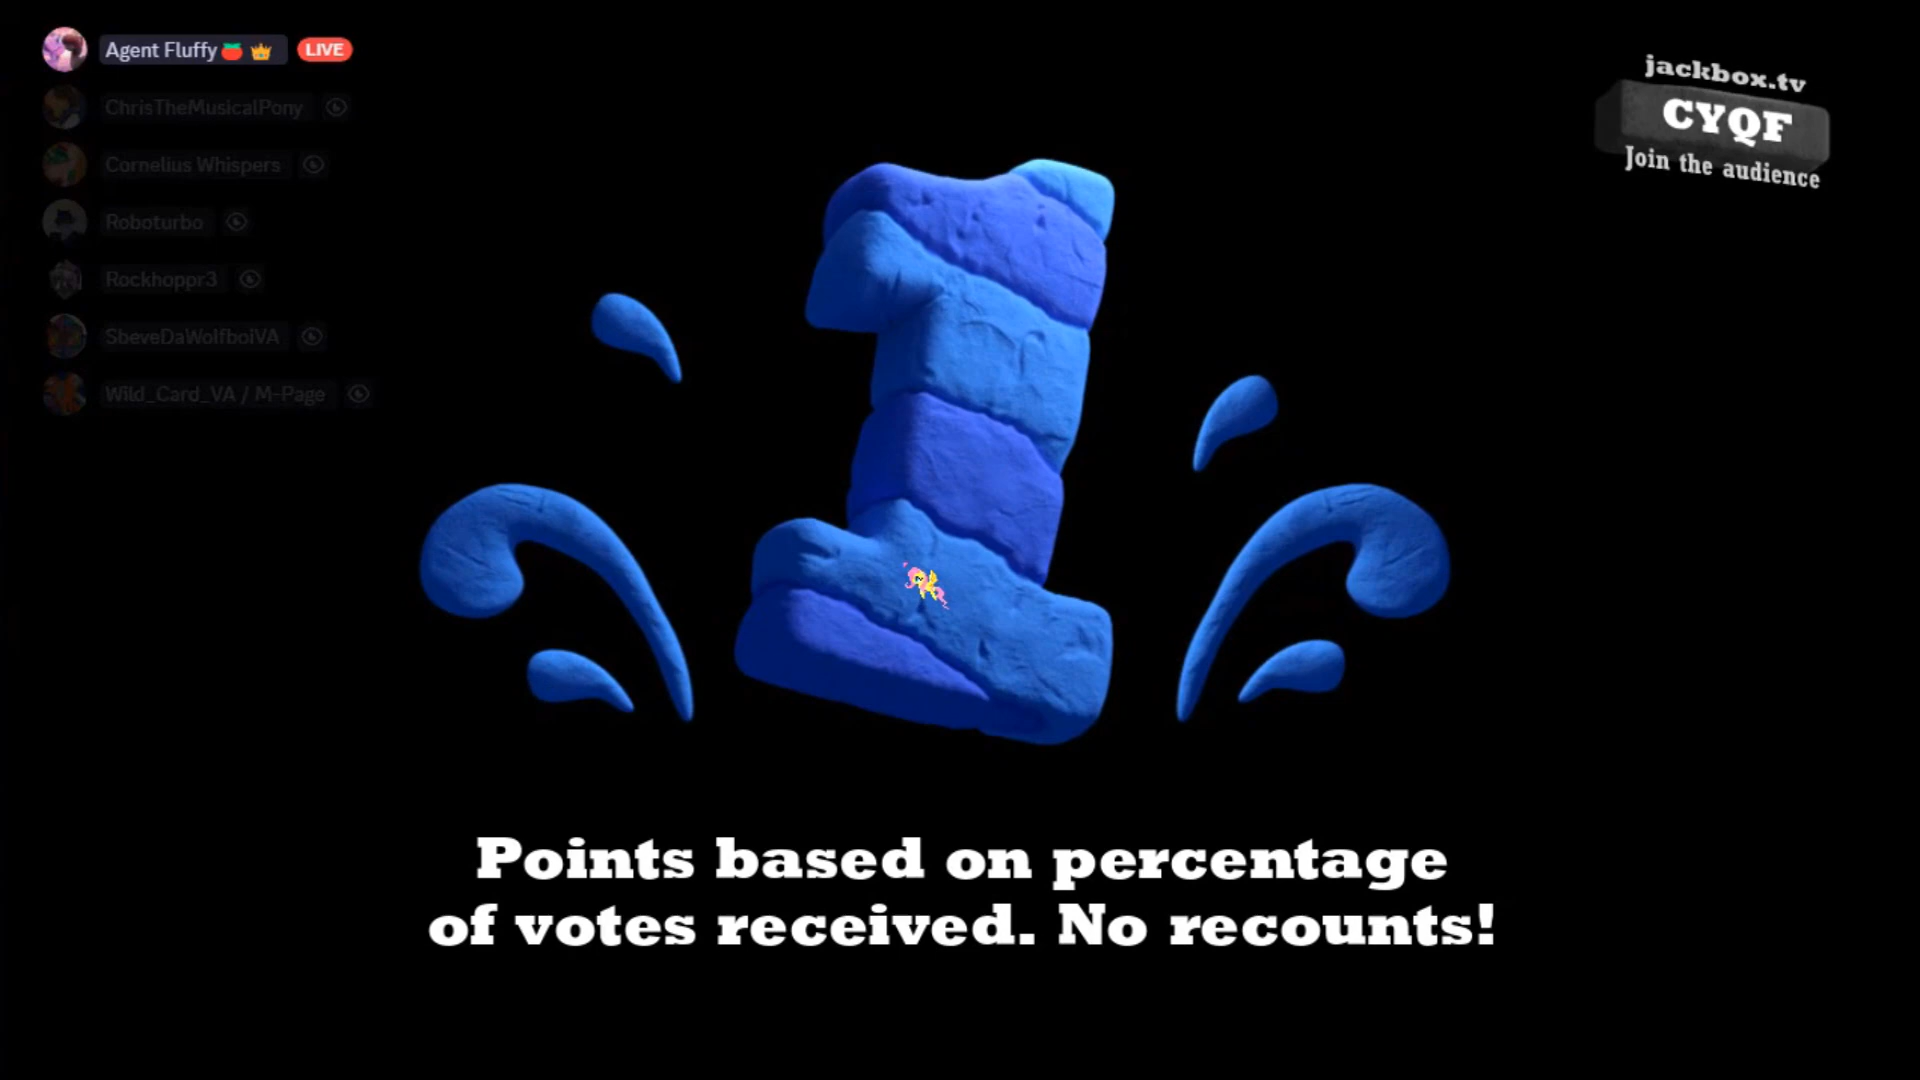 Agent Fluffy🍅 👑 LIVE
ChrisTheMusicalPony
Cornelius Whispers
Roboturbo
Rockhoppr3
SbeveDaWolfboiVA
Wild_Card_VA / M-Page
jackbox.tv
CYQF
Join the audience
1
Points based on percentage
of votes received. No recounts!